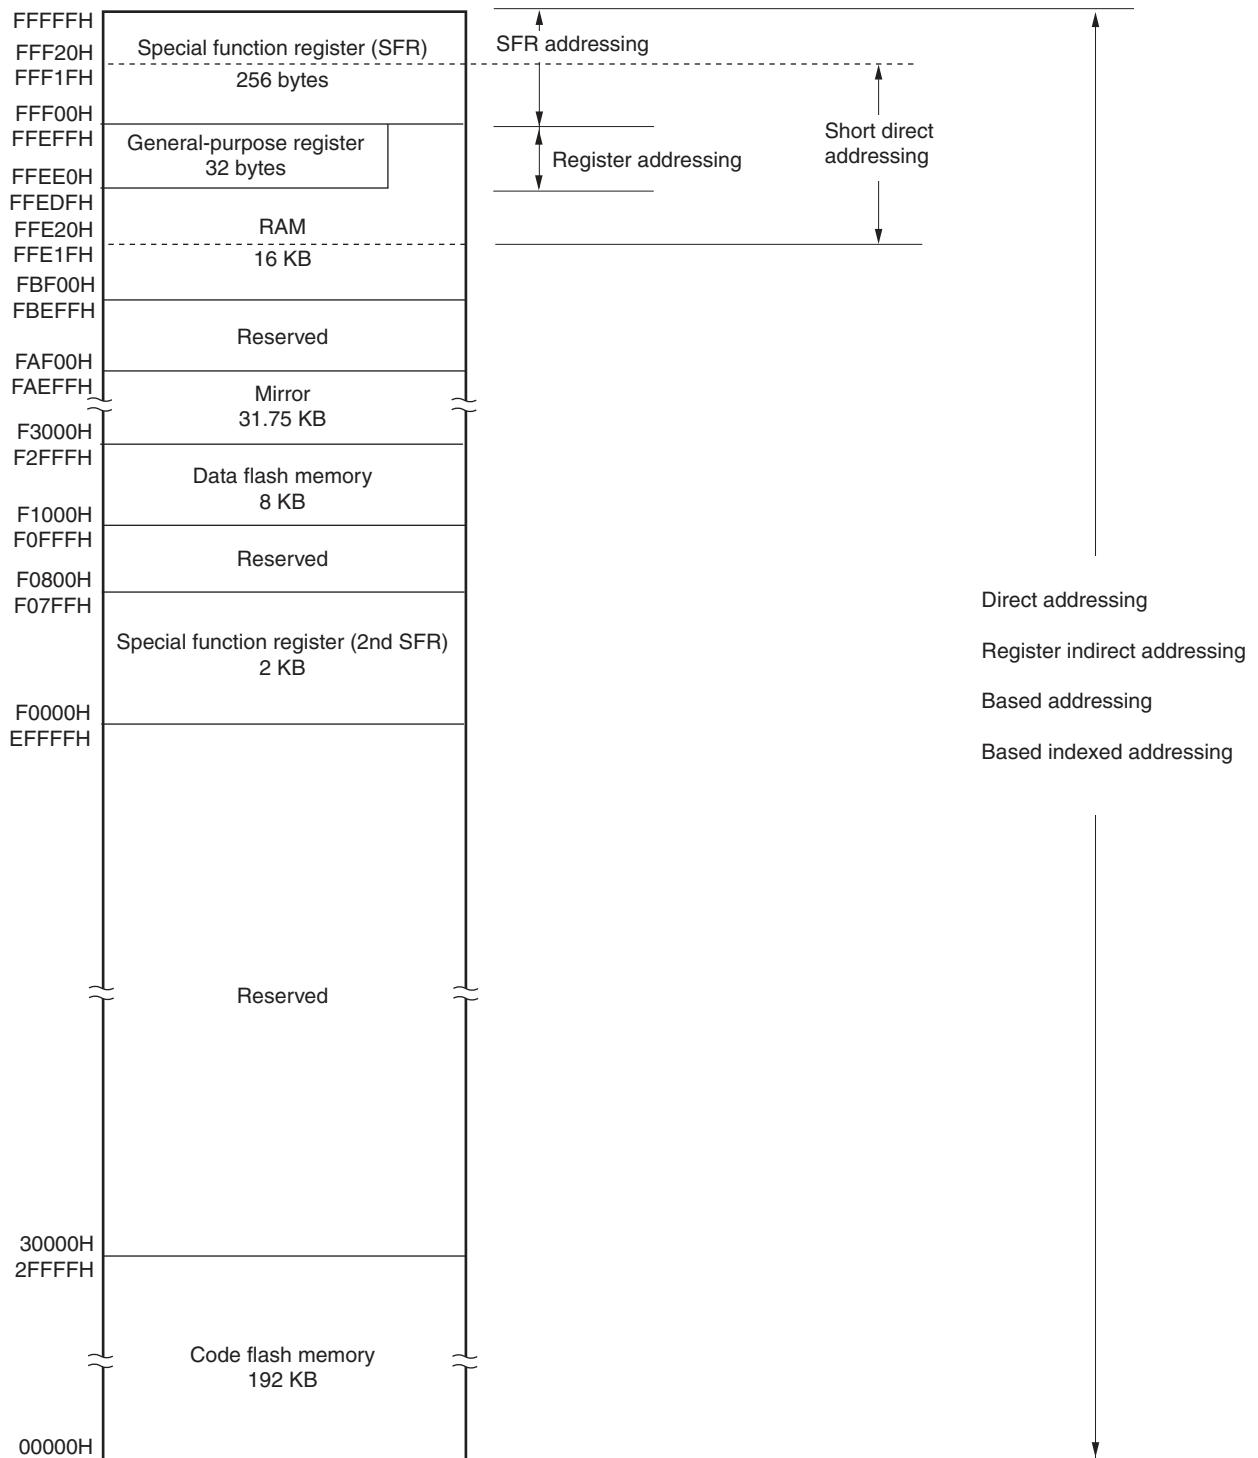 FFFFFH
SFR addressing
FFF20H
Special function register (SFR)
FFF1FH
256 bytes
FFF00H
FFEFFH
General-purpose register
32 bytes
Short direct
addressing
Register addressing
FFEE0H
FFEDFH
FFE20H
RAM
FFE1FH
16 KB
FBF00H
FBEFFH
Reserved
FAF00H
FAEFFH
Mirror
31.75 KB
F3000H
F2FFFH
Data flash memory
8 KB
F1000H
F0FFFH
Reserved
F0800H
F07FFH
Direct addressing
Special function register (2nd SFR)
2 KB
Register indirect addressing
Based addressing
F0000H
EFFFFH
Based indexed addressing
Reserved
30000H
2FFFFH
Code flash memory
192 KB
00000H